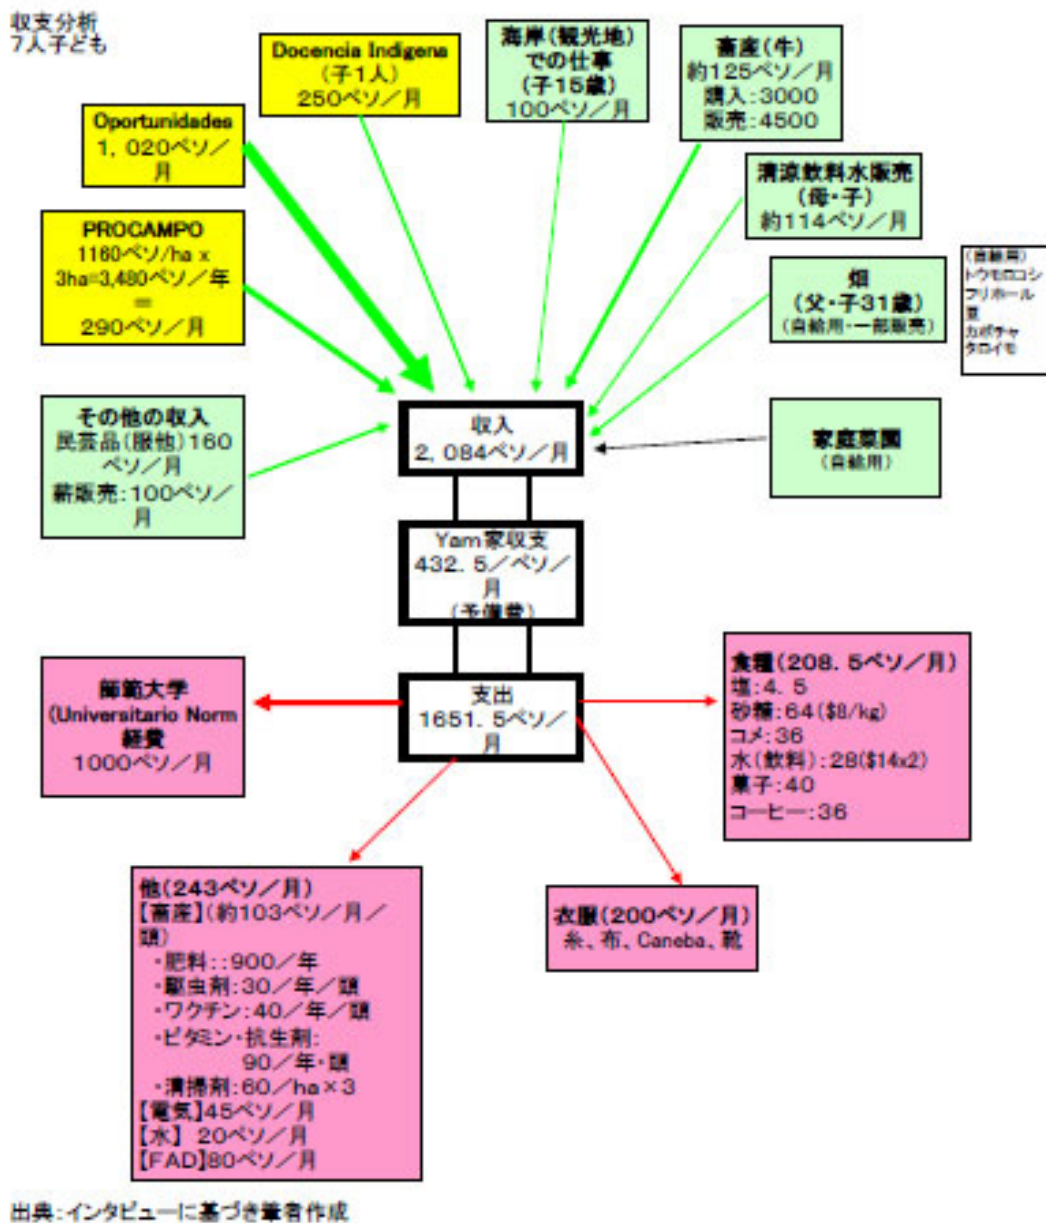 収支分析
7人子ども
Docencia Indigena
(子1人)
250ペソ／月
海岸(観光地)
での仕事
(子15歳)
100ペソ／月
畜産(牛)
約125ペソ／月
購入:3000
販売:4500
Oportunidades
1, 020ペソ／
月
清涼飲料水販売
(母・子)
約114ペソ／月
PROCAMPO
1160ペソ/ha x
3ha=3,480ペソ／年
＝
290ペソ／月
畑
(父・子31歳)
(自給用・一部販売)
(自給用)
トウモロコシ
フリホール
豆
カボチャ
タロイモ
その他の収入
民芸品(服他)160
ペソ／月
薪販売:100ペソ／
月
収入
2, 084ペソ／月
家庭菜園
(自給用)
Yam家収支
432. 5／ペソ／
月
(予備費)
師範大学
(Universitario Norm
経費
1000ペソ／月
支出
1651. 5ペソ／
月
食糧(208. 5ペソ／月)
塩:4. 5
砂糖:64($8/kg)
コメ:36
水(飲料):28($14x2)
菓子:40
コーヒー:36
他(243ペソ／月)
【畜産】(約103ペソ／月／
頭)
・肥料::900／年
・駆虫剤:30／年／頭
・ワクチン:40／年／頭
・ビタミン・抗生剤:
90／年・頭
・清掃剤:60／ha×3
【電気】45ペソ／月
【水】 20ペソ／月
【FAD】80ペソ／月
衣服(200ペソ／月)
糸、布、Caneba、靴
出典:インタビューに基づき筆者作成